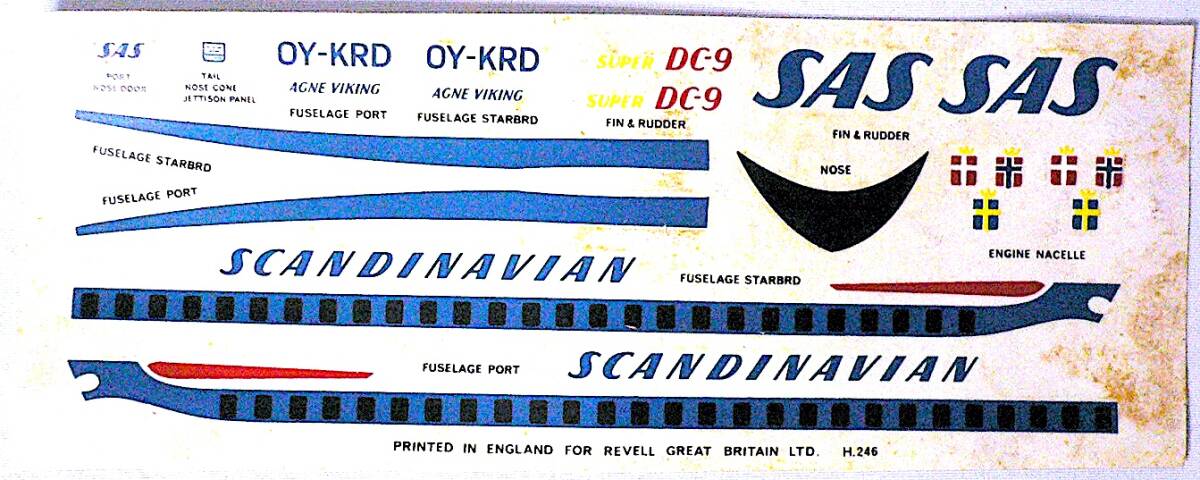 SAS
PORT
NOSE DOOR
TAIL
NOSE CONE
JETTISON PANEL
OY-KRD
AGNE VIKING
FUSELAGE PORT
OY-KRD
AGNE VIKING
FUSELAGE STARBRD
SUPER DC-9
SUPER DC-9
FIN & RUDDER
SAS SAS
FIN & RUDDER
FUSELAGE STARBRD
FUSELAGE PORT
NOSE
ENGINE NACELLE
SCANDINAVIAN
FUSELAGE STARBRD
FUSELAGE PORT
SCANDINAVIAN
PRINTED IN ENGLAND FOR REVELL GREAT BRITAIN LTD. H.246